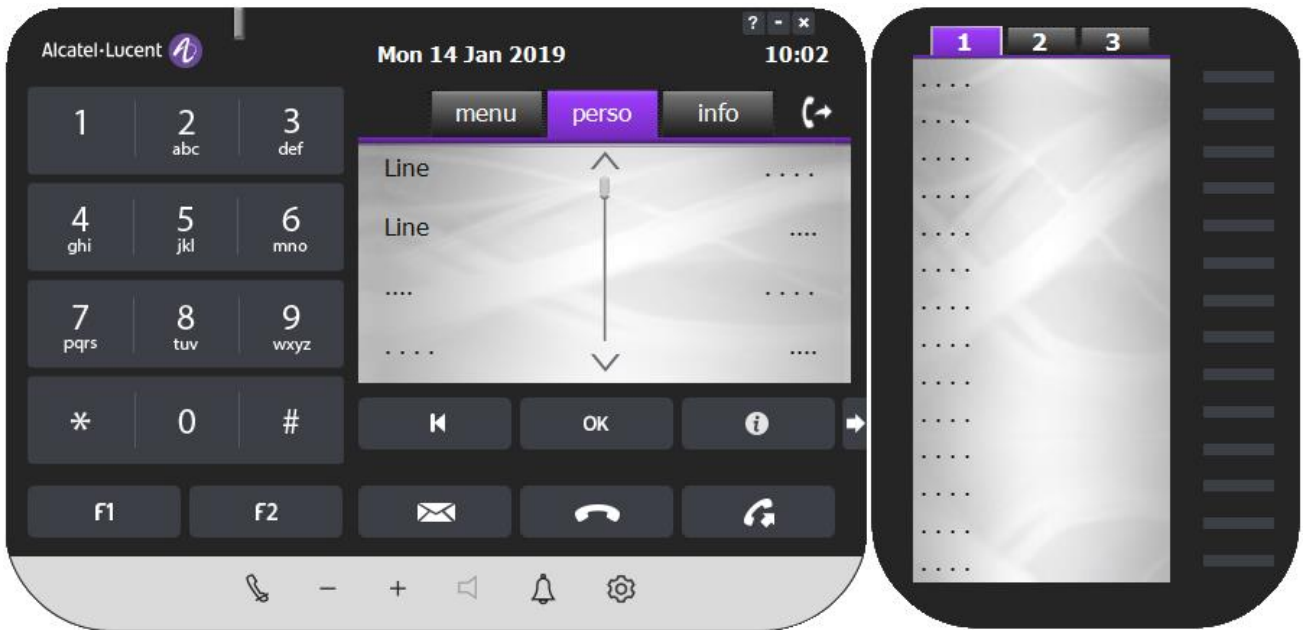 ? - ×
Alcatel·Lucent
Mon 14 Jan 2019 10:02
menu perso info
1 2 abc 3 def
4 ghi 5 jkl 6 mno
7 pqrs 8 tuv 9 wxyz
* 0 #
F1 F2
Line . . . .
Line ....
.... . . . .
. . . . ....
OK i
1 2 3
. . . .
. . . .
. . . .
. . . .
. . . .
. . . .
. . . .
. . . .
. . . .
. . . .
. . . .
. . . .
. . . .
. . . .
- +